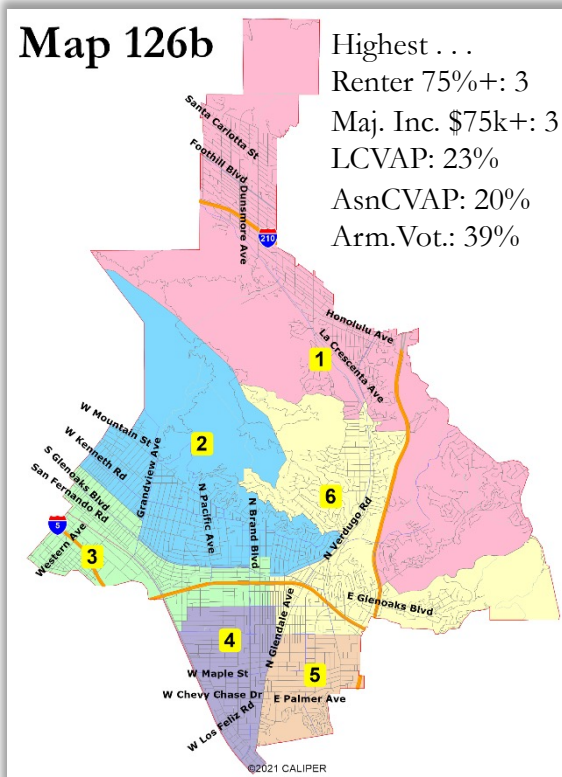 Map 126b
Highest . . .
Renter 75%+: 3
Maj. Inc. $75k+: 3
LCVAP: 23%
AsnCVAP: 20%
Arm.Vot.: 39%
Santa Carlotta St
Foothill Blvd
Dunsmore Ave
210
Honolulu Ave
La Crescenta Ave
1
W Mountain St
W Kenneth Rd
S Glenoaks Blvd
San Fernando Rd
Grandview Ave
2
N Pacific Ave
N Brand Blvd
6
N Verdugo Rd
5
Western Ave
3
E Glenoaks Blvd
N Glendale Ave
4
W Maple St
5
W Chevy Chase Dr
E Palmer Ave
W Los Feliz Rd
©2021 CALIPER